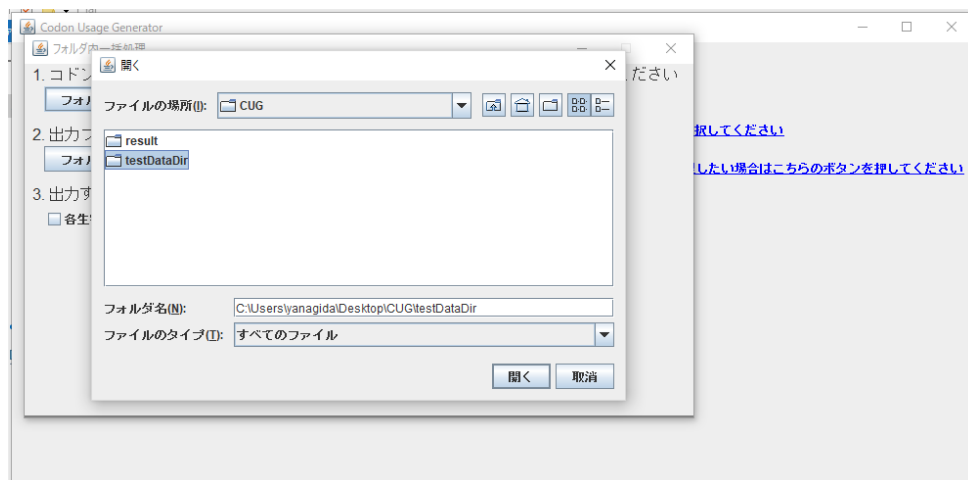 Codon Usage Generator
フォルダ内一括処理
開く
1. コドン
ださい
フォル
ファイルの場所(I):
CUG
2. 出力フ
result
択してください
フォル
testDataDir
したい場合はこちらのボタンを押してください
3. 出力す
各生
フォルダ名(N):
C:\Users\yanagida\Desktop\CUG\testDataDir
ファイルのタイプ(T):
すべてのファイル
開く
取消